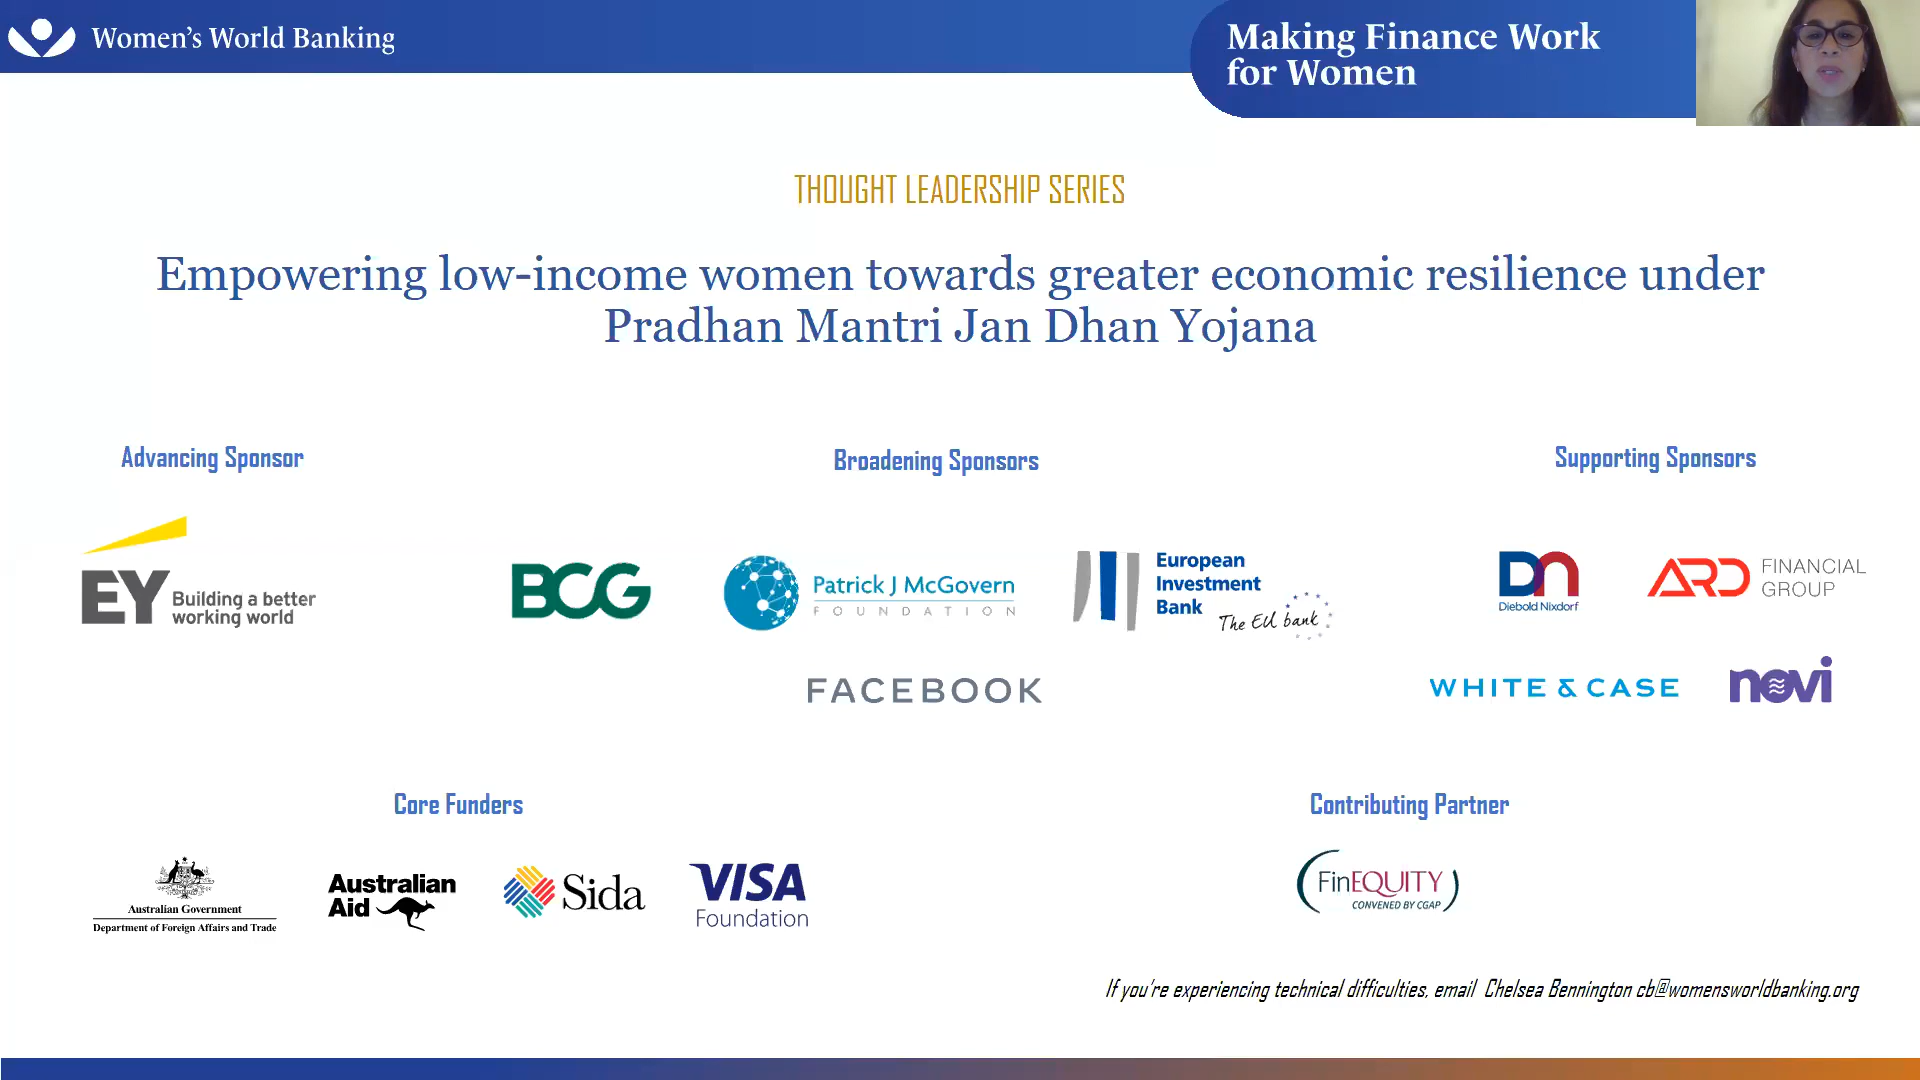 Women's World Banking
Making Finance Work
for Women
THOUGHT LEADERSHIP SERIES
Empowering low-income women towards greater economic resilience under
Pradhan Mantri Jan Dhan Yojana
Advancing Sponsor
Broadening Sponsors
Supporting Sponsors
EY Building a better
working world
BCG
Patrick J McGovern
FOUNDATION
European
Investment
Bank
The EU bank
DN
Diebold Nixdorf
ARD FINANCIAL
GROUP
FACEBOOK
WHITE & CASE
novi
Core Funders
Contributing Partner
Australian Government
Department of Foreign Affairs and Trade
Australian
Aid
Sida
VISA
Foundation
FinEQUITY
CONVENED BY CGAP
If you're experiencing technical difficulties, email Chelsea Bennington cb@womensworldbanking.org